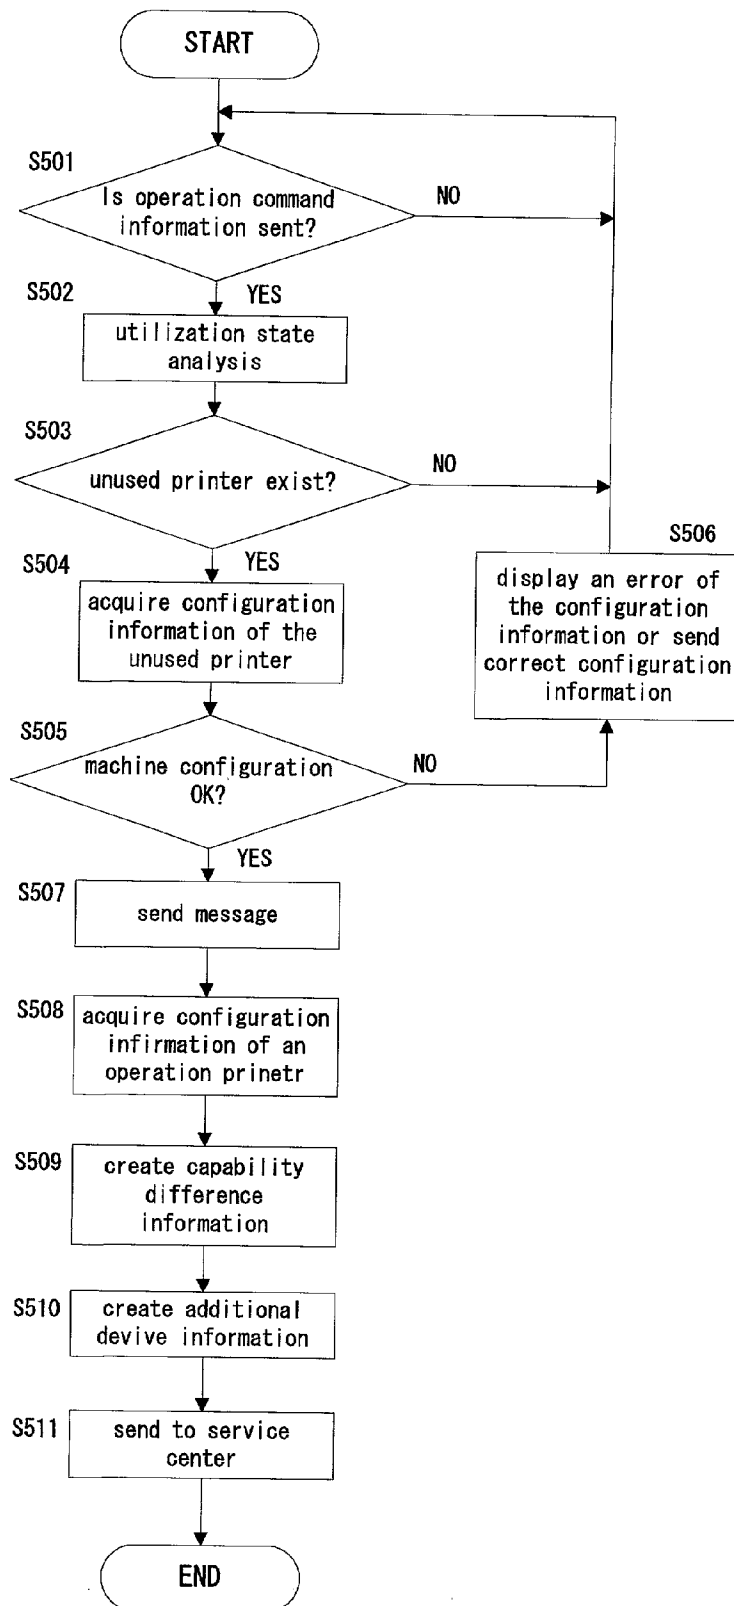 START
S501
Is operation command
information sent?
NO
S502
YES
utilization state
analysis
S503
unused printer exist?
NO
S504
YES
acquire configuration
information of the
unused printer
S506
display an error of
the configuration
information or send
correct configuration
information
S505
machine configuration
OK?
NO
YES
S507
send message
S508
acquire configuration
infirmation of an
operation prinetr
S509
create capability
difference
information
S510
create additional
devive information
S511
send to service
center
END